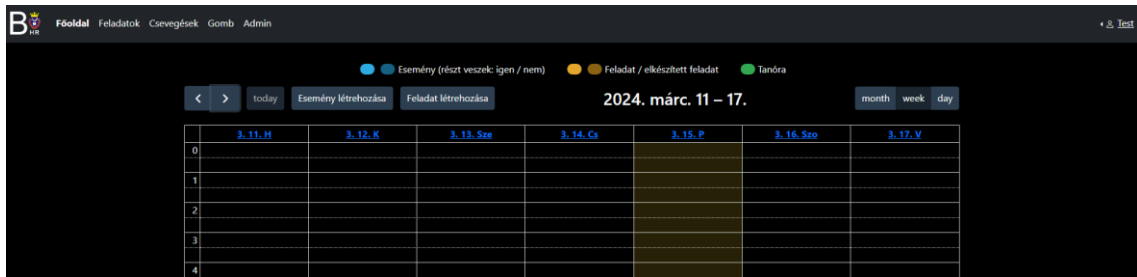 B HR Főoldal Feladatok Csevegések Gomb Admin Test
Esemény (részt veszek: igen / nem) Feladat / elkészített feladat Tanóra
today Esemény létrehozása Feladat létrehozása 2024. márc. 11 – 17. month week day
3. 11. H 3. 12. K 3. 13. Sze 3. 14. Cs 3. 15. P 3. 16. Szo 3. 17. V
0
1
2
3
4